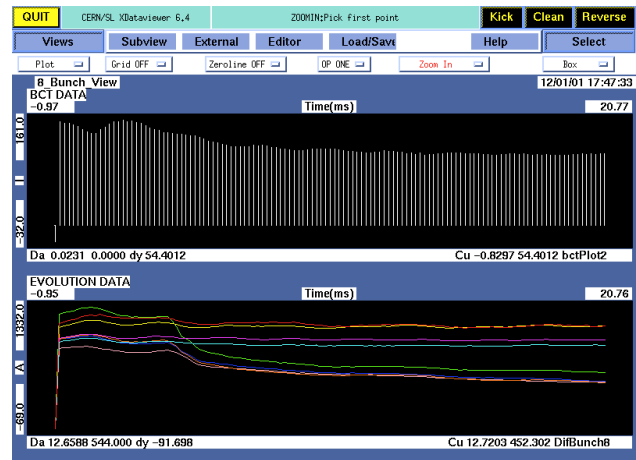 QUIT CERN/SL XDataviewer 6.4 ZOOMIN:Pick first point Kick Clean Reverse
Views Subview External Editor Load/Save Help Select
Plot Grid OFF Zeroline OFF OP ONE Zoom In Box
8_Bunch_View 12/01/01 17:47:33
BCT DATA
-0.97 Time(ms) 20.77
161.0
-32.0
Da 0.0231 0.0000 dy 54.4012 Cu -0.8297 54.4012 bctPlot2
EVOLUTION DATA
-0.95 Time(ms) 20.76
1332.0
A
-69.0
Da 12.6588 544.000 dy -91.698 Cu 12.7203 452.302 DifBunch8